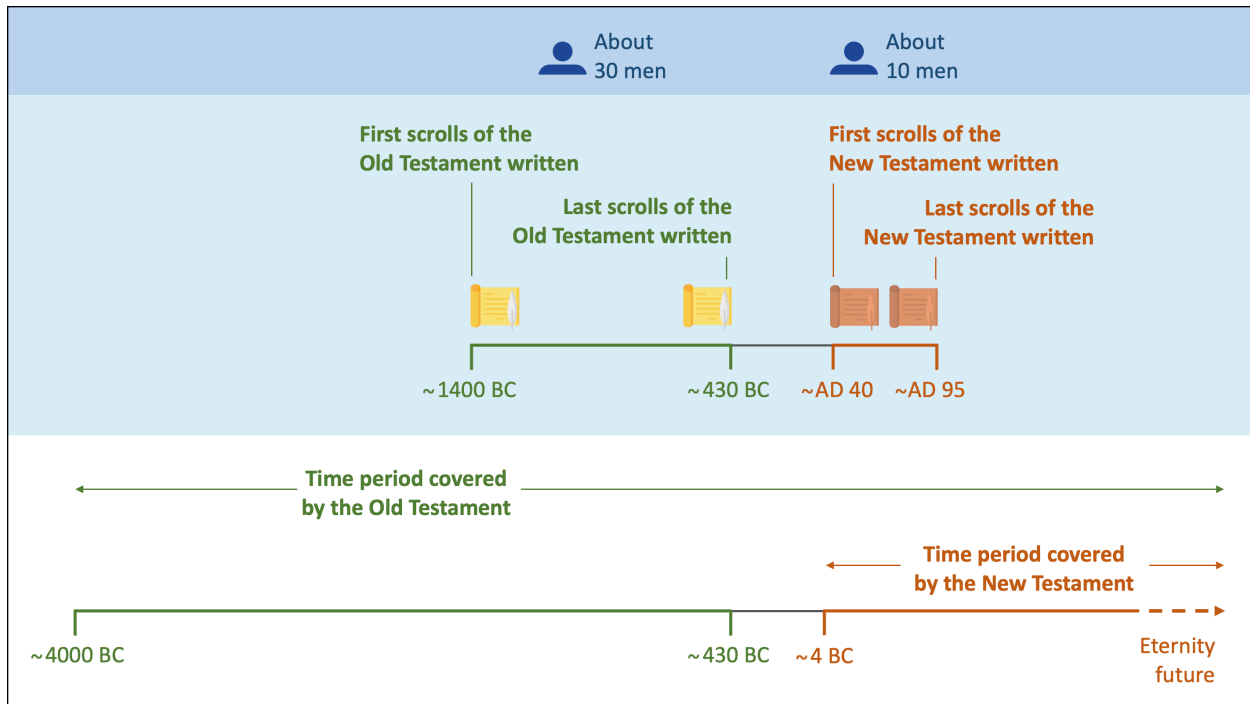 About
30 men
About
10 men
First scrolls of the
Old Testament written
First scrolls of the
New Testament written
Last scrolls of the
Old Testament written
Last scrolls of the
New Testament written
~1400 BC
~430 BC
~AD 40
~AD 95
Time period covered
by the Old Testament
Time period covered
by the New Testament
~4000 BC
~430 BC
~4 BC
Eternity
future